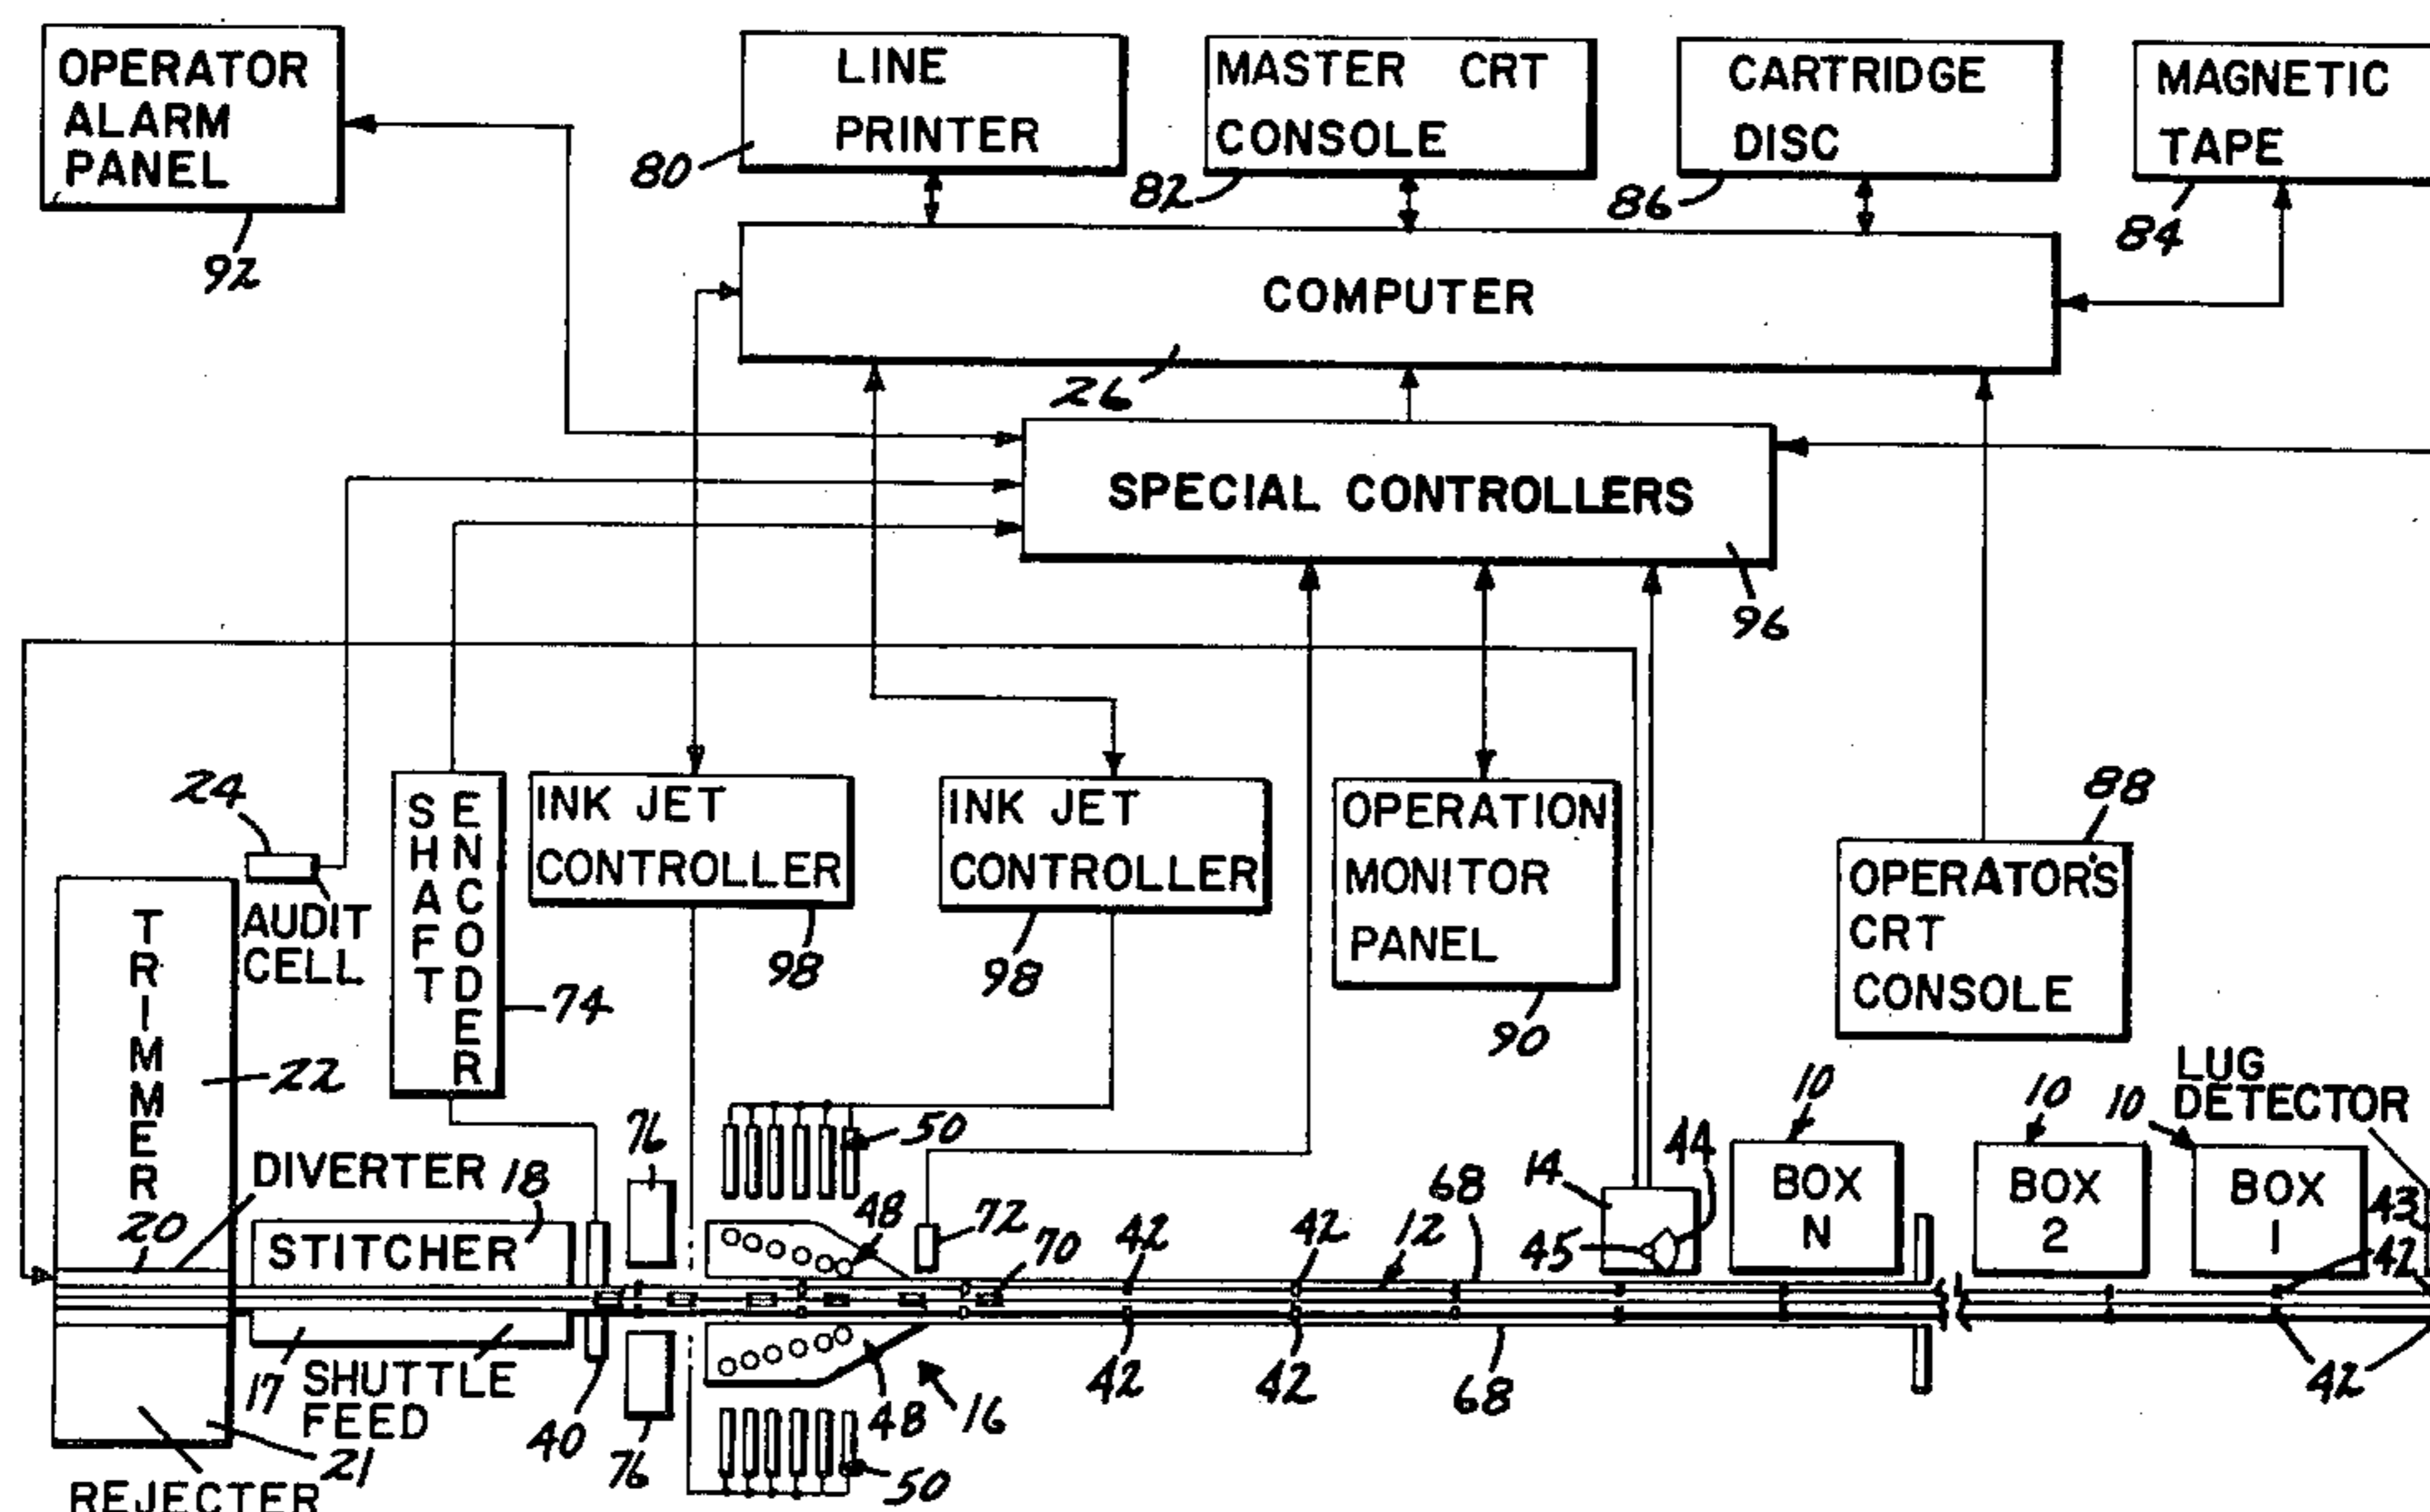 OPERATOR
ALARM
PANEL
92
LINE
PRINTER
80
MASTER CRT
CONSOLE
82
CARTRIDGE
DISC
86
MAGNETIC
TAPE
84
COMPUTER
26
SPECIAL CONTROLLERS
96
24
AUDIT
CELL
SHAFT
ENCODER
74
INK JET
CONTROLLER
98
INK JET
CONTROLLER
98
OPERATION
MONITOR
PANEL
90
88
OPERATOR'S
CRT
CONSOLE
TRIMMER
22
LUG
DETECTOR
10
BOX
N
10
BOX
2
10
BOX
1
43
42
42
DIVERTER
20
STITCHER
18
76
50
48
72
70
42
42
12
68
14
45
44
17
SHUTTLE
FEED
21
REJECTER
40
76
48
16
50
42
42
68